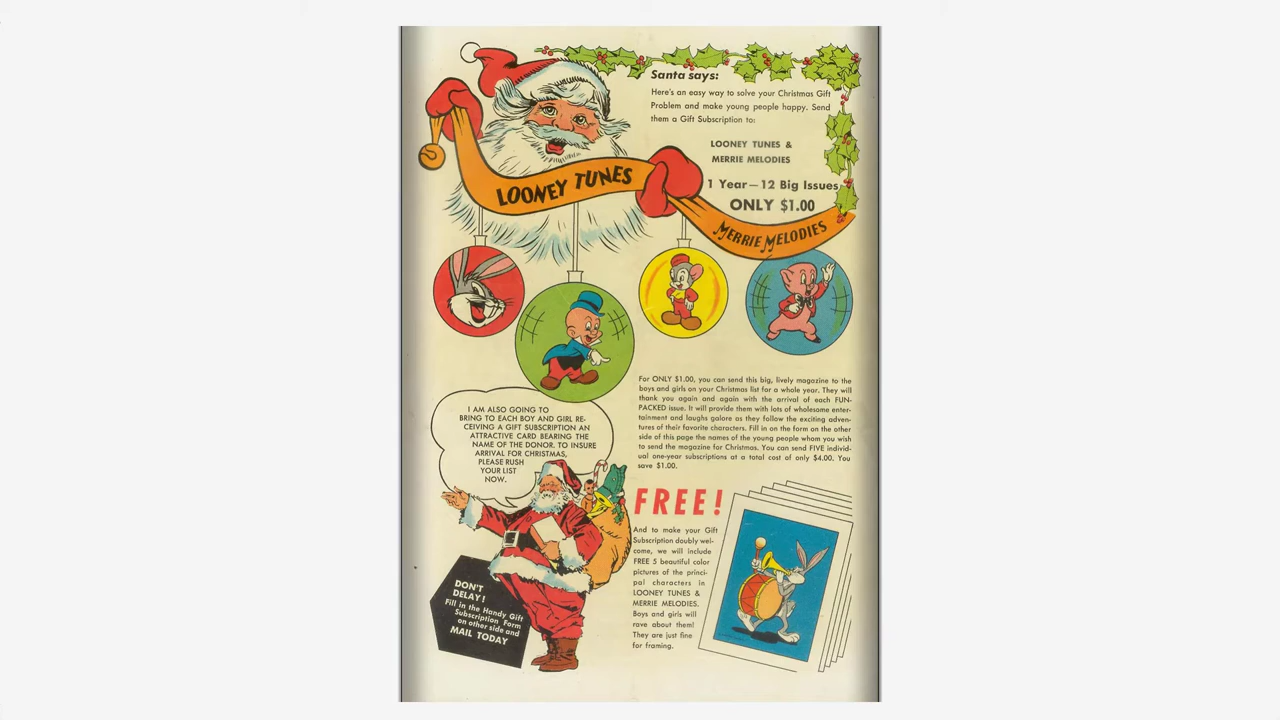 Santa says:
Here's an easy way to solve your Christmas Gift
Problem and make young people happy. Send
them a Gift Subscription to:
LOONEY TUNES &
MERRIE MELODIES
1 Year—12 Big Issues
ONLY $1.00
LOONEY TUNES
MERRIE MELODIES
For ONLY $1.00, you can send this big, lively magazine to the
boys and girls on your Christmas list for a whole year. They will
thank you again and again with the arrival of each FUN-
PACKED issue. It will provide them with lots of wholesome enter-
tainment and laughs galore as they follow the exciting adven-
tures of their favorite characters. Fill in on the form on the other
side of this page the names of the young people whom you wish
to send the magazine for Christmas. You can send FIVE individ-
ual one-year subscriptions at a total cost of only $4.00. You
save $1.00.
I AM ALSO GOING TO
BRING TO EACH BOY AND GIRL RE-
CEIVING A GIFT SUBSCRIPTION AN
ATTRACTIVE CARD BEARING THE
NAME OF THE DONOR. TO INSURE
ARRIVAL FOR CHRISTMAS,
PLEASE RUSH
YOUR LIST
NOW.
FREE!
And to make your Gift
Subscription doubly wel-
come, we will include
FREE 5 beautiful color
pictures of the princi-
pal characters in
LOONEY TUNES &
MERRIE MELODIES.
Boys and girls will
rave about them!
They are just fine
for framing.
DON'T
DELAY!
Fill in the Handy Gift
Subscription Form
on other side and
MAIL TODAY